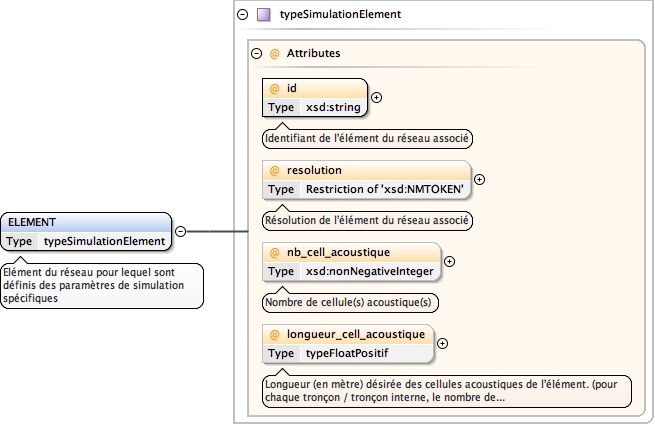 typeSimulationElement
@ Attributes
@ id
Type xsd:string
Identifiant de l'élément du réseau associé
@ resolution
Type Restriction of 'xsd:NMTOKEN'
Résolution de l'élément du réseau associé
ELEMENT
Type typeSimulationElement
Elément du réseau pour lequel sont
définis des paramètres de simulation
spécifiques
@ nb_cell_acoustique
Type xsd:nonNegativeInteger
Nombre de cellule(s) acoustique(s)
@ longueur_cell_acoustique
Type typeFloatPositif
Longueur (en mètre) désirée des cellules acoustiques de l'élément. (pour
chaque tronçon / tronçon interne, le nombre de...